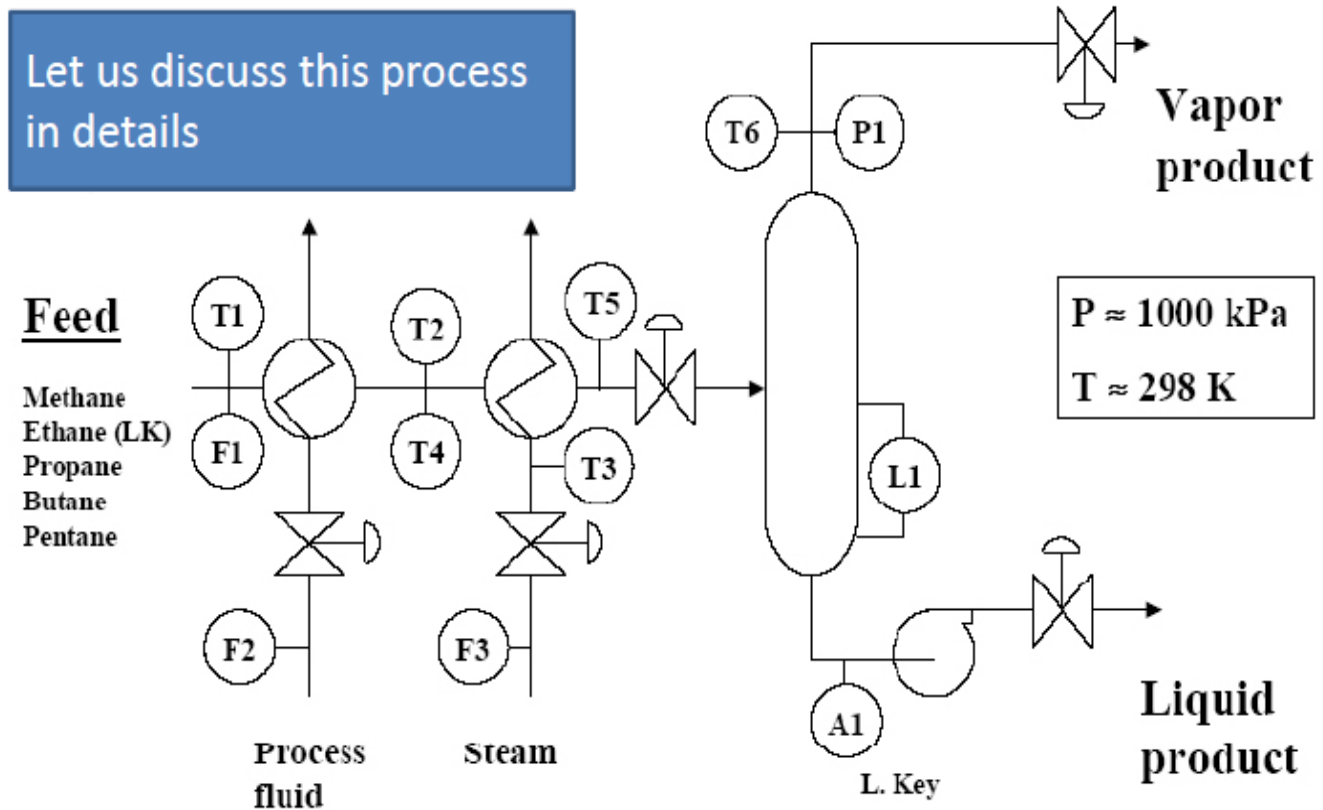 Let us discuss this process
in details
T6
P1
Vapor
product
T1
T2
T5
Feed
P ≈ 1000 kPa
T ≈ 298 K
Methane
Ethane (LK)
Propane
Butane
Pentane
F1
T4
T3
L1
F2
F3
A1
Process
fluid
Steam
L. Key
Liquid
product